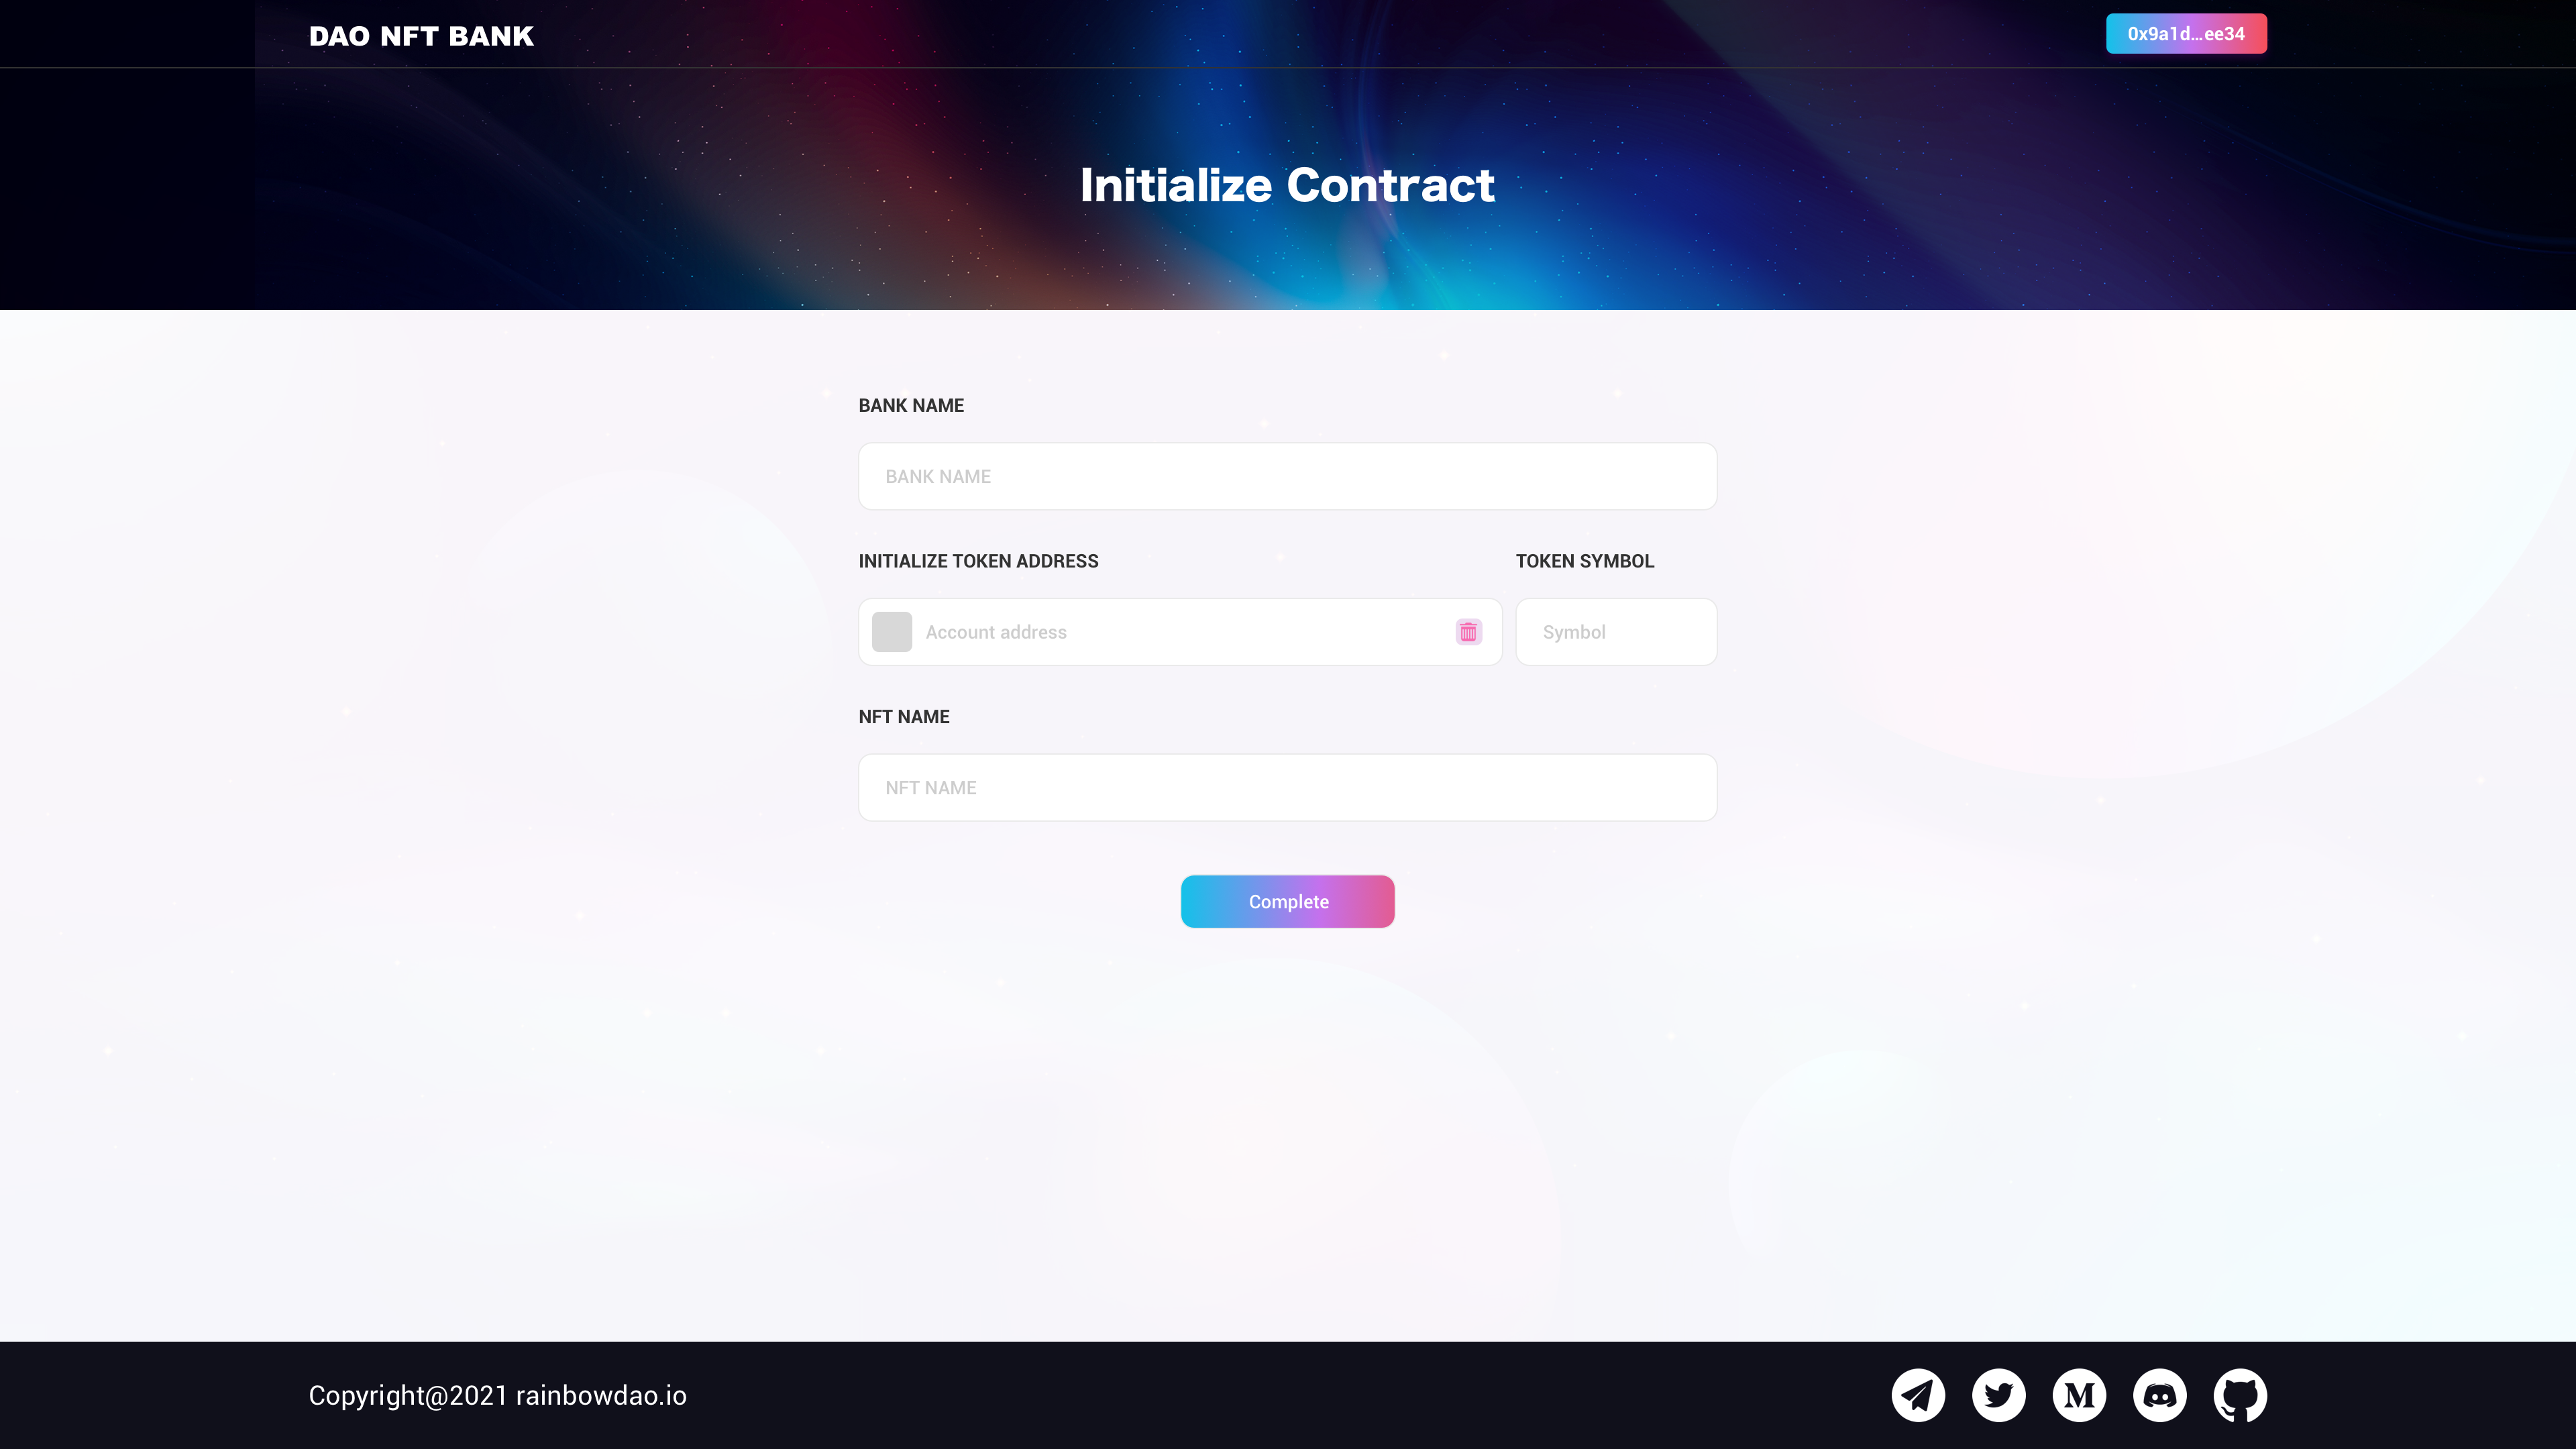 DAO NFT BANK
0x9a1d...ee34
Initialize Contract
BANK NAME
BANK NAME
INITIALIZE TOKEN ADDRESS
TOKEN SYMBOL
Account address
Symbol
NFT NAME
NFT NAME
Complete
Copyright@2021 rainbowdao.io